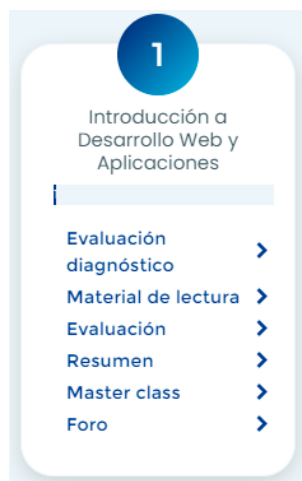 1
Introducción a
Desarrollo Web y
Aplicaciones
Evaluación
diagnóstico
Material de lectura
Evaluación
Resumen
Master class
Foro